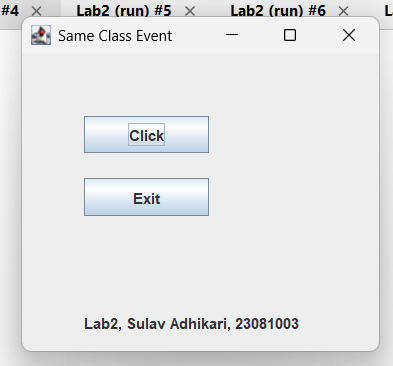 #4 × Lab2 (run) #5 × Lab2 (run) #6 ×
Same Class Event
Click
Exit
Lab2, Sulav Adhikari, 23081003